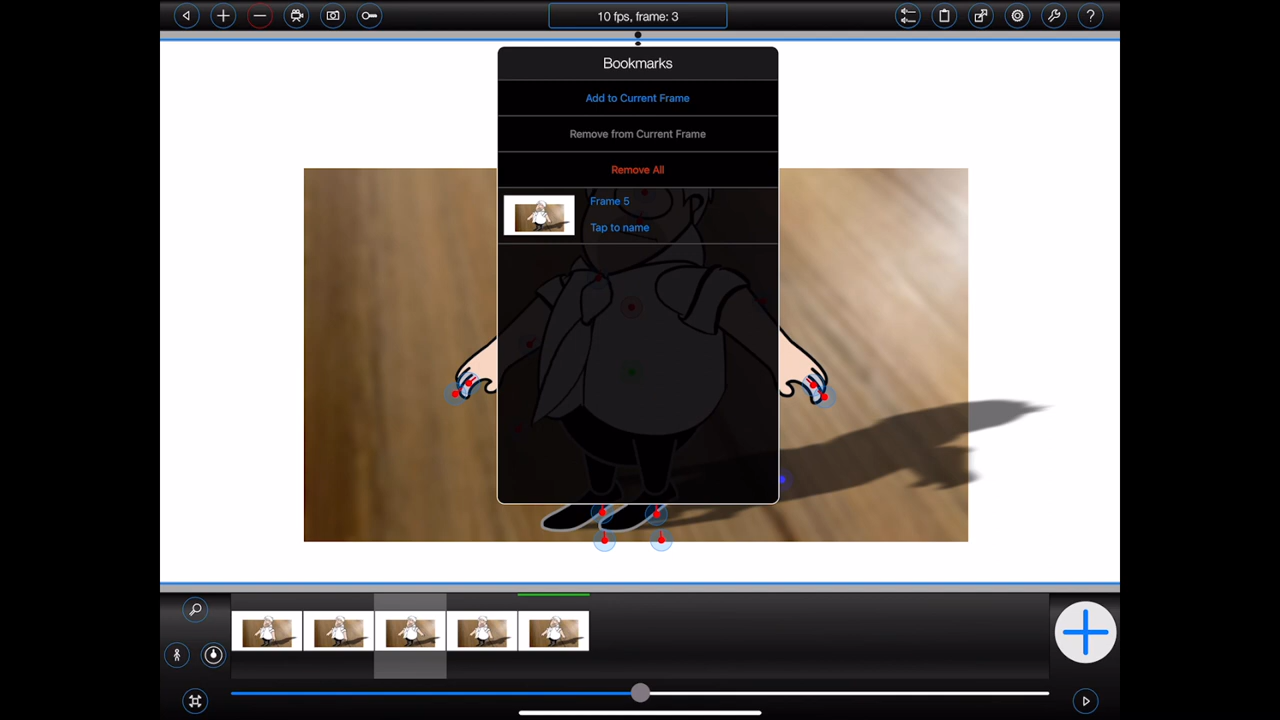 10 fps, frame: 3
?
Bookmarks
Add to Current Frame
Remove from Current Frame
Remove All
Frame 5
Tap to name